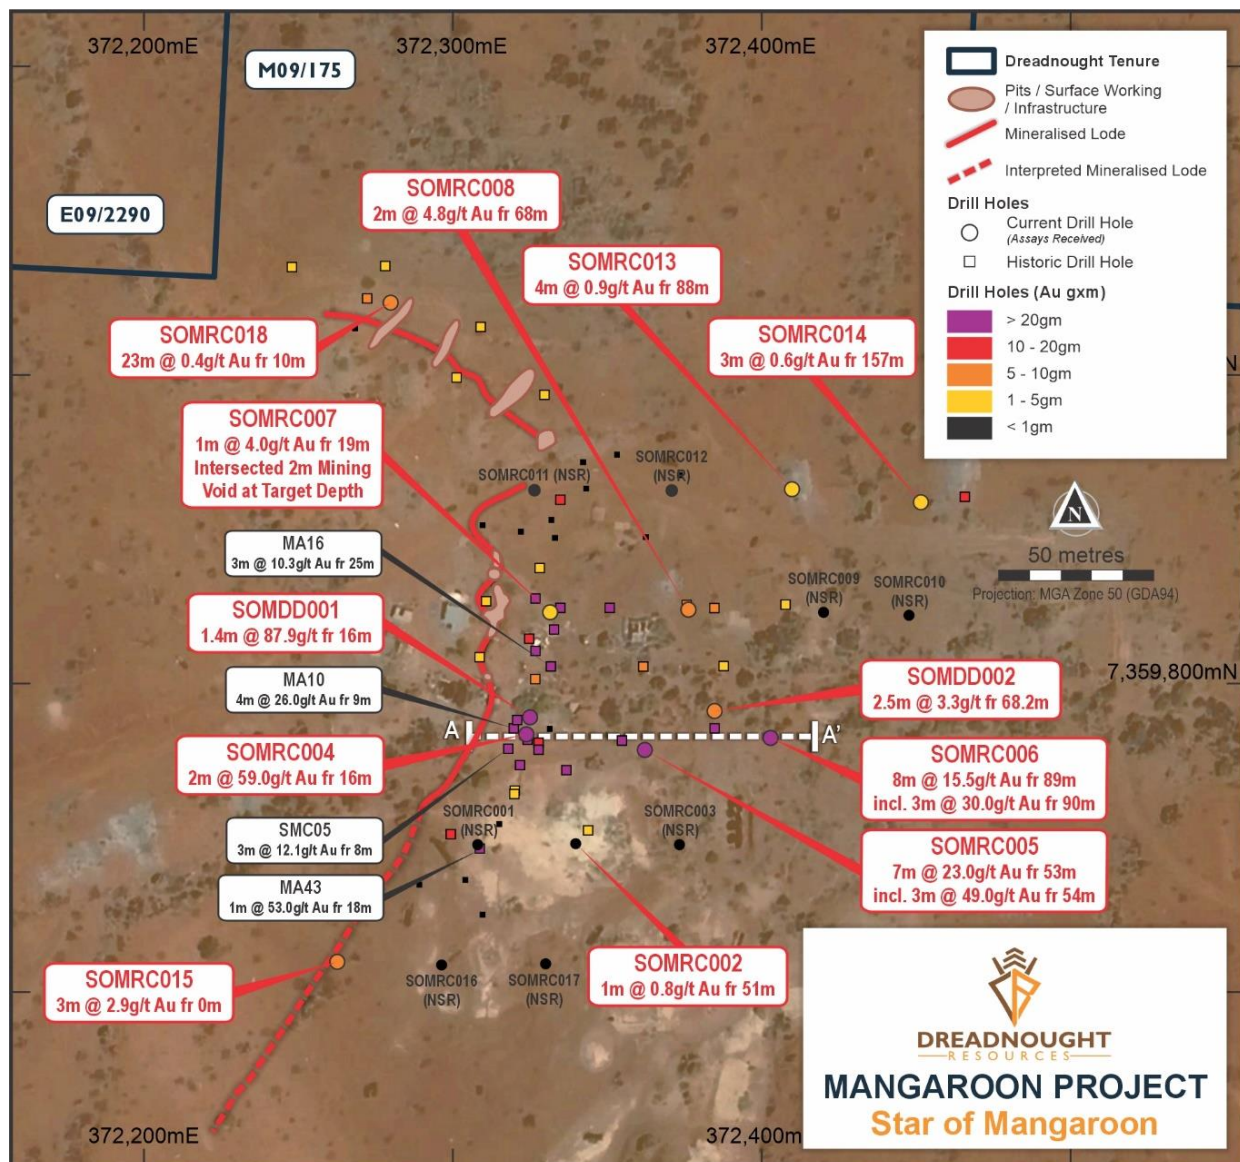 372,200mE
372,300mE
372,400mE
M09/175
E09/2290
Dreadnought Tenure
Pits / Surface Working
/ Infrastructure
Mineralised Lode
Interpreted Mineralised Lode
Drill Holes
Current Drill Hole
(Assays Received)
Historic Drill Hole
Drill Holes (Au gxm)
> 20gm
10 - 20gm
5 - 10gm
1 - 5gm
< 1gm
SOMRC008
2m @ 4.8g/t Au fr 68m
SOMRC013
4m @ 0.9g/t Au fr 88m
SOMRC018
23m @ 0.4g/t Au fr 10m
SOMRC014
3m @ 0.6g/t Au fr 157m
N
SOMRC007
1m @ 4.0g/t Au fr 19m
Intersected 2m Mining
Void at Target Depth
SOMRC011 (NSR)
SOMRC012
(NSR)
N
50 metres
Projection: MGA Zone 50 (GDA94)
MA16
3m @ 10.3g/t Au fr 25m
SOMRC009
(NSR)
SOMRC010
(NSR)
SOMDD001
1.4m @ 87.9g/t fr 16m
MA10
4m @ 26.0g/t Au fr 9m
7,359,800mN
SOMDD002
2.5m @ 3.3g/t Au fr 68.2m
A
A'
SOMRC004
2m @ 59.0g/t Au fr 16m
SOMRC006
8m @ 15.5g/t Au fr 89m
incl. 3m @ 30.0g/t Au fr 90m
SOMRC001
(NSR)
SOMRC003
(NSR)
SMC05
3m @ 12.1g/t Au fr 8m
SOMRC005
7m @ 23.0g/t Au fr 53m
incl. 3m @ 49.0g/t Au fr 54m
MA43
1m @ 53.0g/t Au fr 18m
SOMRC015
3m @ 2.9g/t Au fr 0m
SOMRC016
(NSR)
SOMRC017
(NSR)
SOMRC002
1m @ 0.8g/t Au fr 51m
DREADNOUGHT
RESOURCES
MANGAROON PROJECT
Star of Mangaroon
372,200mE
372,400m